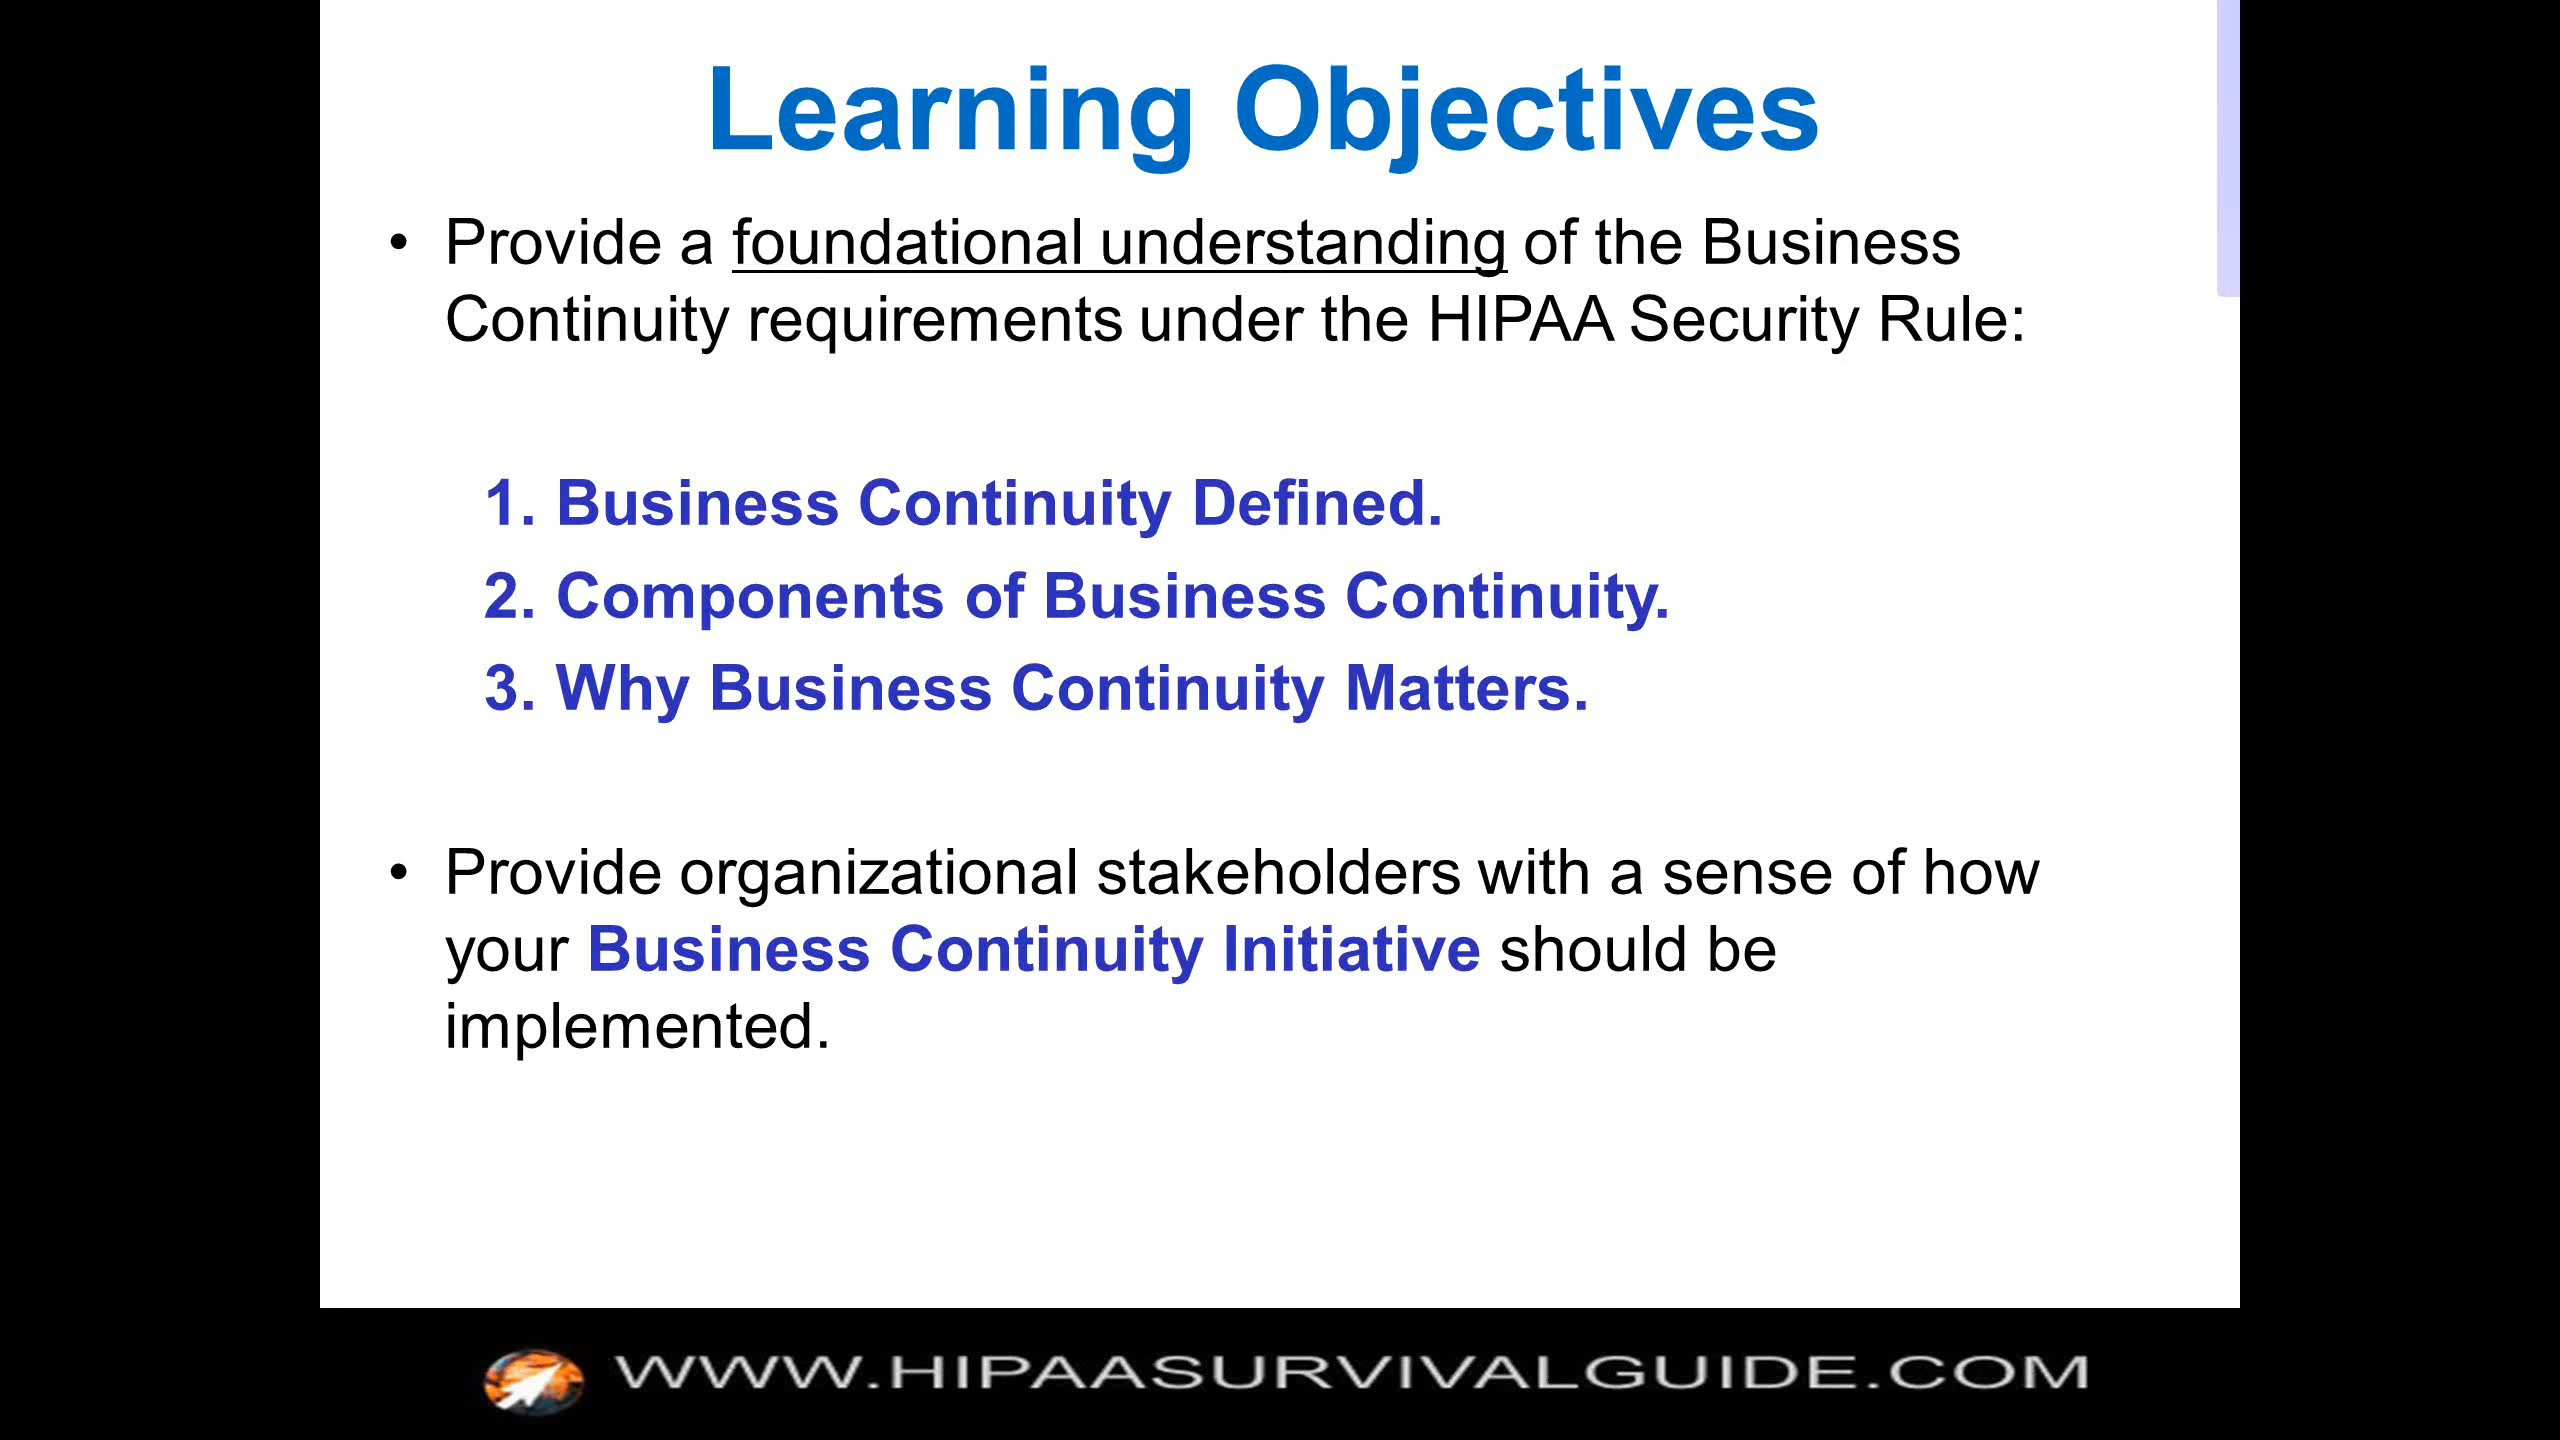 Learning Objectives
• Provide a foundational understanding of the Business
Continuity requirements under the HIPAA Security Rule:
1. Business Continuity Defined.
2. Components of Business Continuity.
3. Why Business Continuity Matters.
• Provide organizational stakeholders with a sense of how
your Business Continuity Initiative should be
implemented.
WWW.HIPAASURVIVALGUIDE.COM